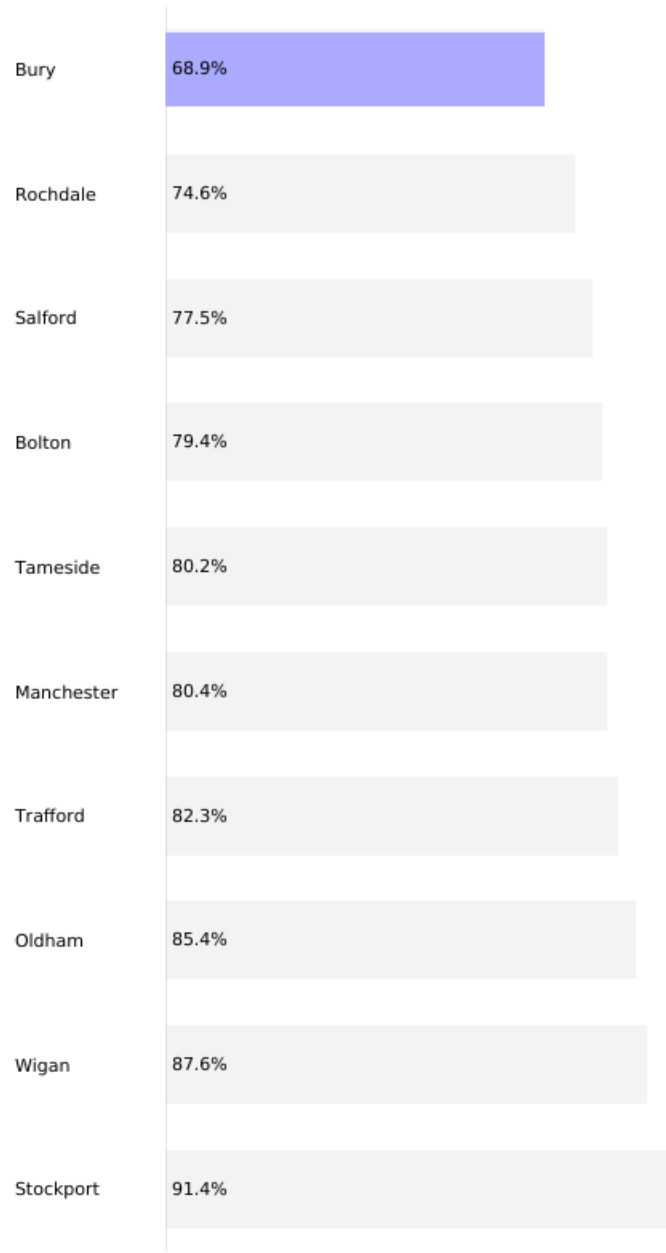 Bury 68.9%
Rochdale 74.6%
Salford 77.5%
Bolton 79.4%
Tameside 80.2%
Manchester 80.4%
Trafford 82.3%
Oldham 85.4%
Wigan 87.6%
Stockport 91.4%